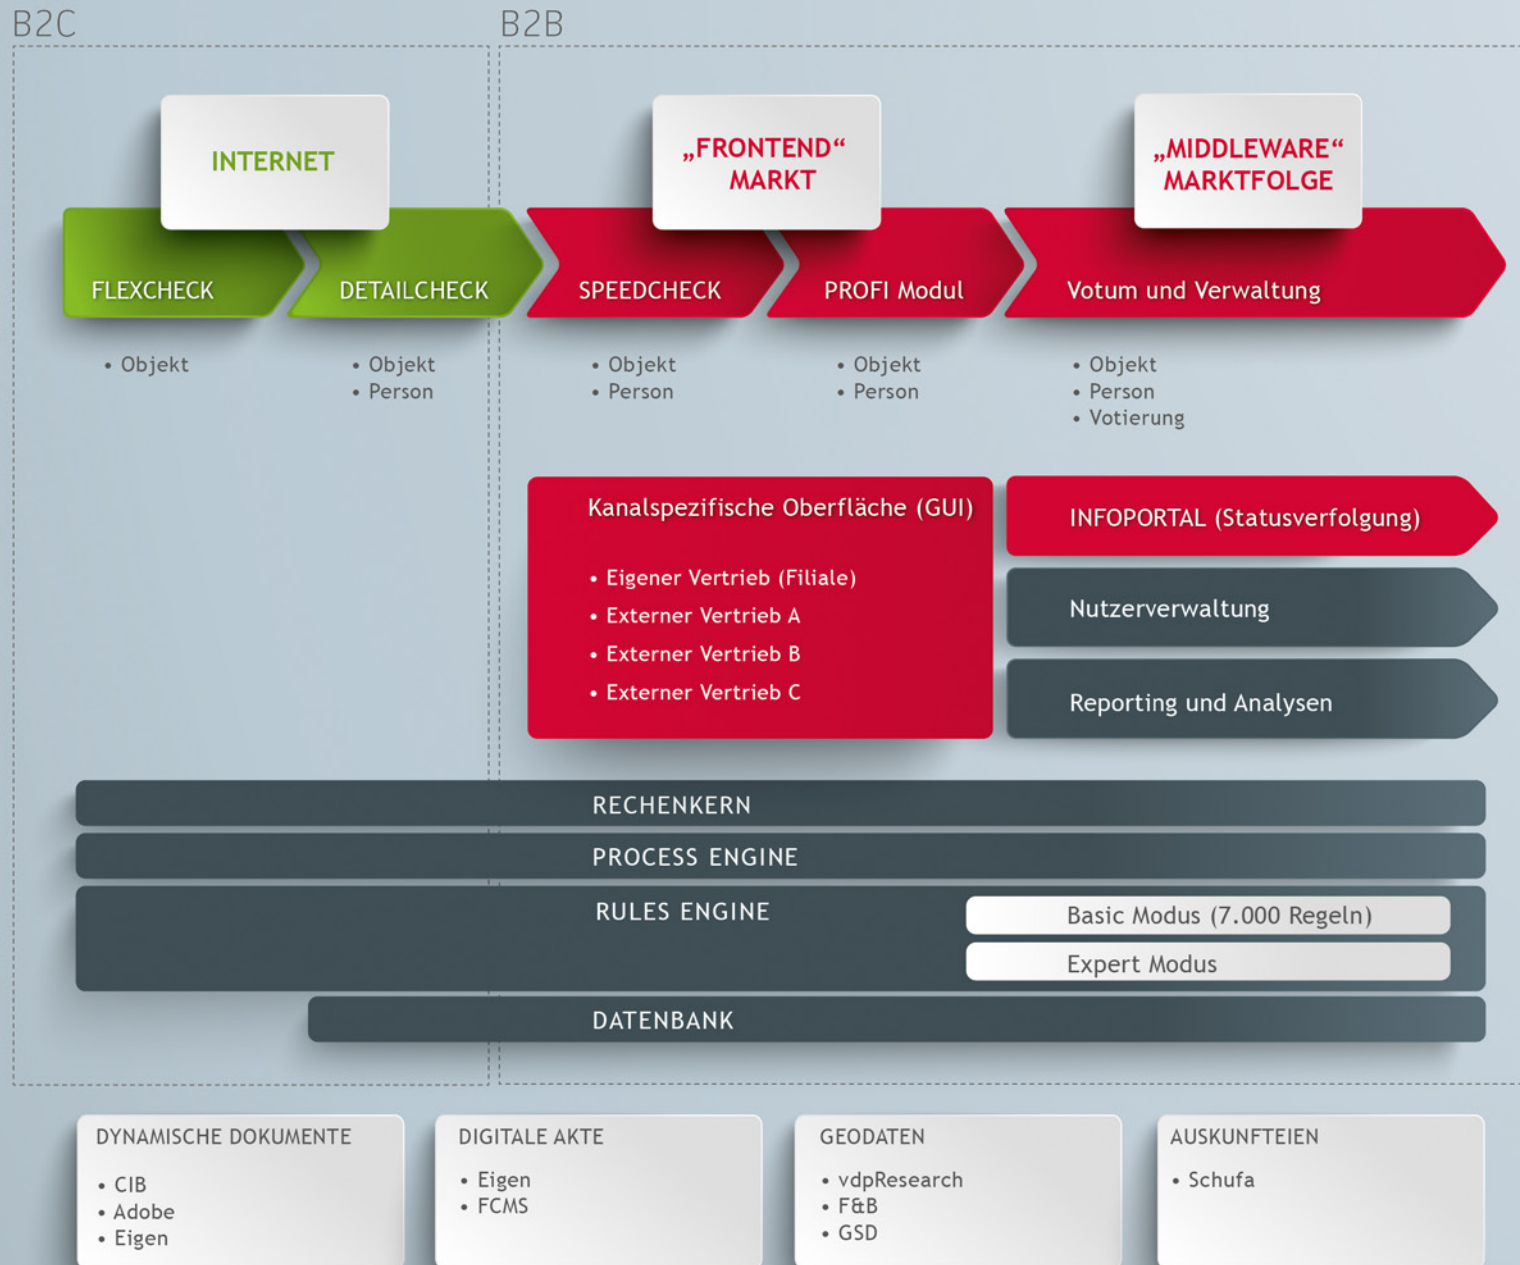 B2C
B2B
INTERNET
„FRONTEND“
MARKT
„MIDDLEWARE“
MARKTFOLGE
FLEXCHECK
DETAILCHECK
SPEEDCHECK
PROFI Modul
Votum und Verwaltung
• Objekt
• Objekt
• Person
• Objekt
• Person
• Objekt
• Person
• Objekt
• Person
• Votierung
Kanalspezifische Oberfläche (GUI)
• Eigener Vertrieb (Filiale)
• Externer Vertrieb A
• Externer Vertrieb B
• Externer Vertrieb C
INFOPORTAL (Statusverfolgung)
Nutzerverwaltung
Reporting und Analysen
RECHENKERN
PROCESS ENGINE
RULES ENGINE
Basic Modus (7.000 Regeln)
Expert Modus
DATENBANK
DYNAMISCHE DOKUMENTE
• CIB
• Adobe
• Eigen
DIGITALE AKTE
• Eigen
• FCMS
GEODATEN
• vdpResearch
• F&B
• GSD
AUSKUNFTEIEN
• Schufa